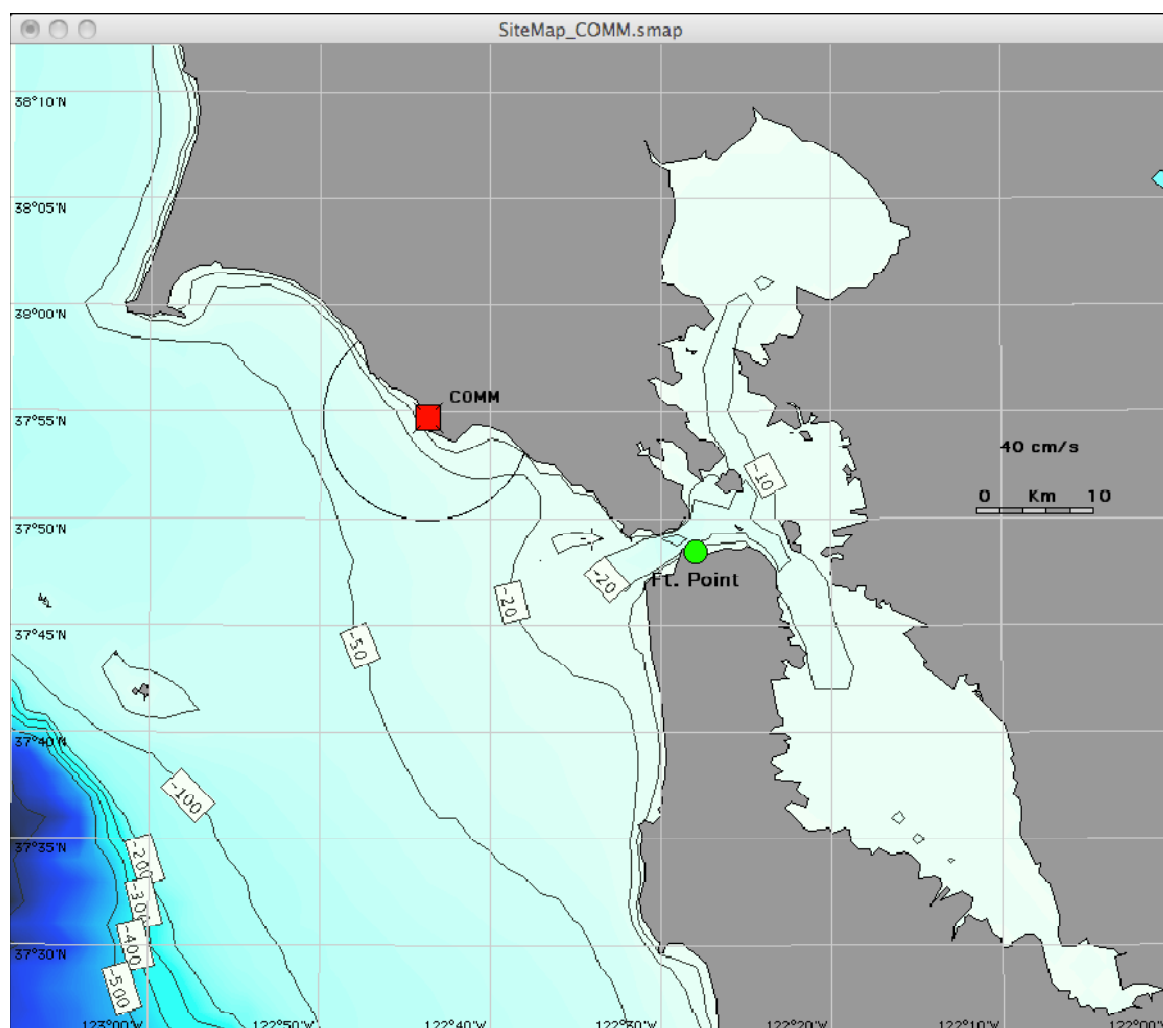 SiteMap_COMM.smap
38°10'N
38°05'N
38°00'N
COMM
37°55'N
40 cm/s
-10
0 Km 10
37°50'N
-20
Ft. Point
-20
37°45'N
-50
37°40'N
-100
37°35'N
-200
-300
-400
37°30'N
-500
123°00'W 122°50'W 122°40'W 122°30'W 122°20'W 122°10'W 122°00'W